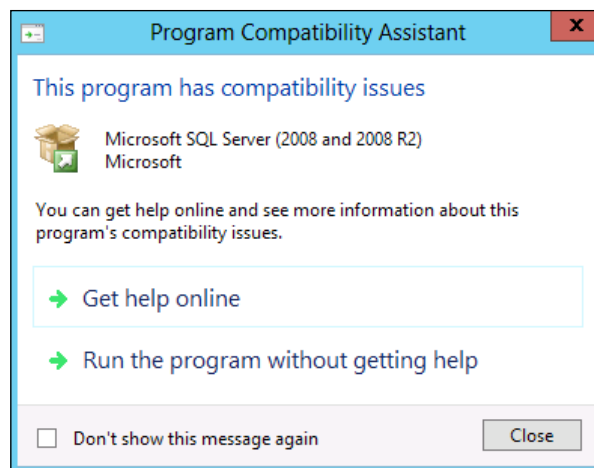 Program Compatibility Assistant
x
This program has compatibility issues
Microsoft SQL Server (2008 and 2008 R2)
Microsoft
You can get help online and see more information about this
program's compatibility issues.
Get help online
Run the program without getting help
Don't show this message again
Close